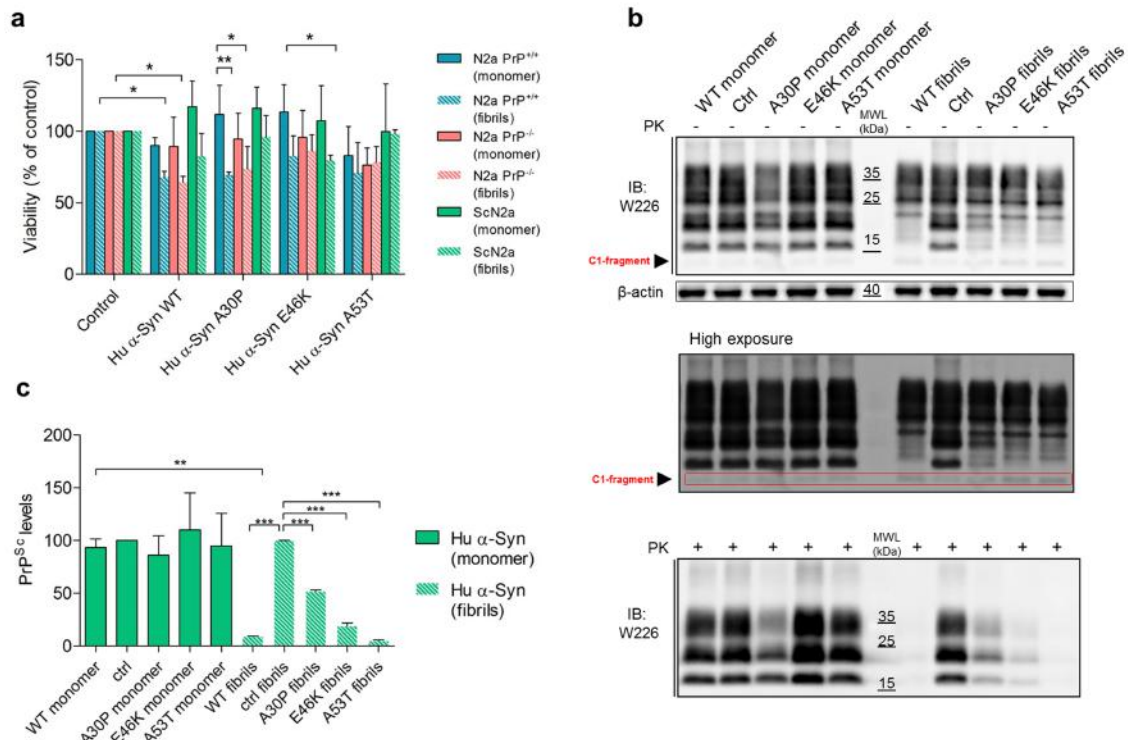 a
Viability (% of control)
150
100
50
0
Control
Hu α-Syn WT
Hu α-Syn A30P
Hu α-Syn E46K
Hu α-Syn A53T
*
*
*
**
*
N2a PrP+/+
(monomer)
N2a PrP+/+
(fibrils)
N2a PrP-/-
(monomer)
N2a PrP-/-
(fibrils)
ScN2a
(monomer)
ScN2a
(fibrils)
b
WT monomer
Ctrl
A30P monomer
E46K monomer
A53T monomer
MWL
(kDa)
WT fibrils
Ctrl
A30P fibrils
E46K fibrils
A53T fibrils
PK - - - - - - - - - -
IB:
W226
35
25
15
C1-fragment
β-actin 40
High exposure
C1-fragment
PK + + + + + MWL (kDa) + + + + +
IB:
W226
35
25
15
c
PrPSc levels
200
150
100
50
0
WT monomer
ctrl
A30P monomer
E46K monomer
A53T monomer
WT fibrils
ctrl fibrils
A30P fibrils
E46K fibrils
A53T fibrils
**
***
***
***
***
Hu α-Syn
(monomer)
Hu α-Syn
(fibrils)